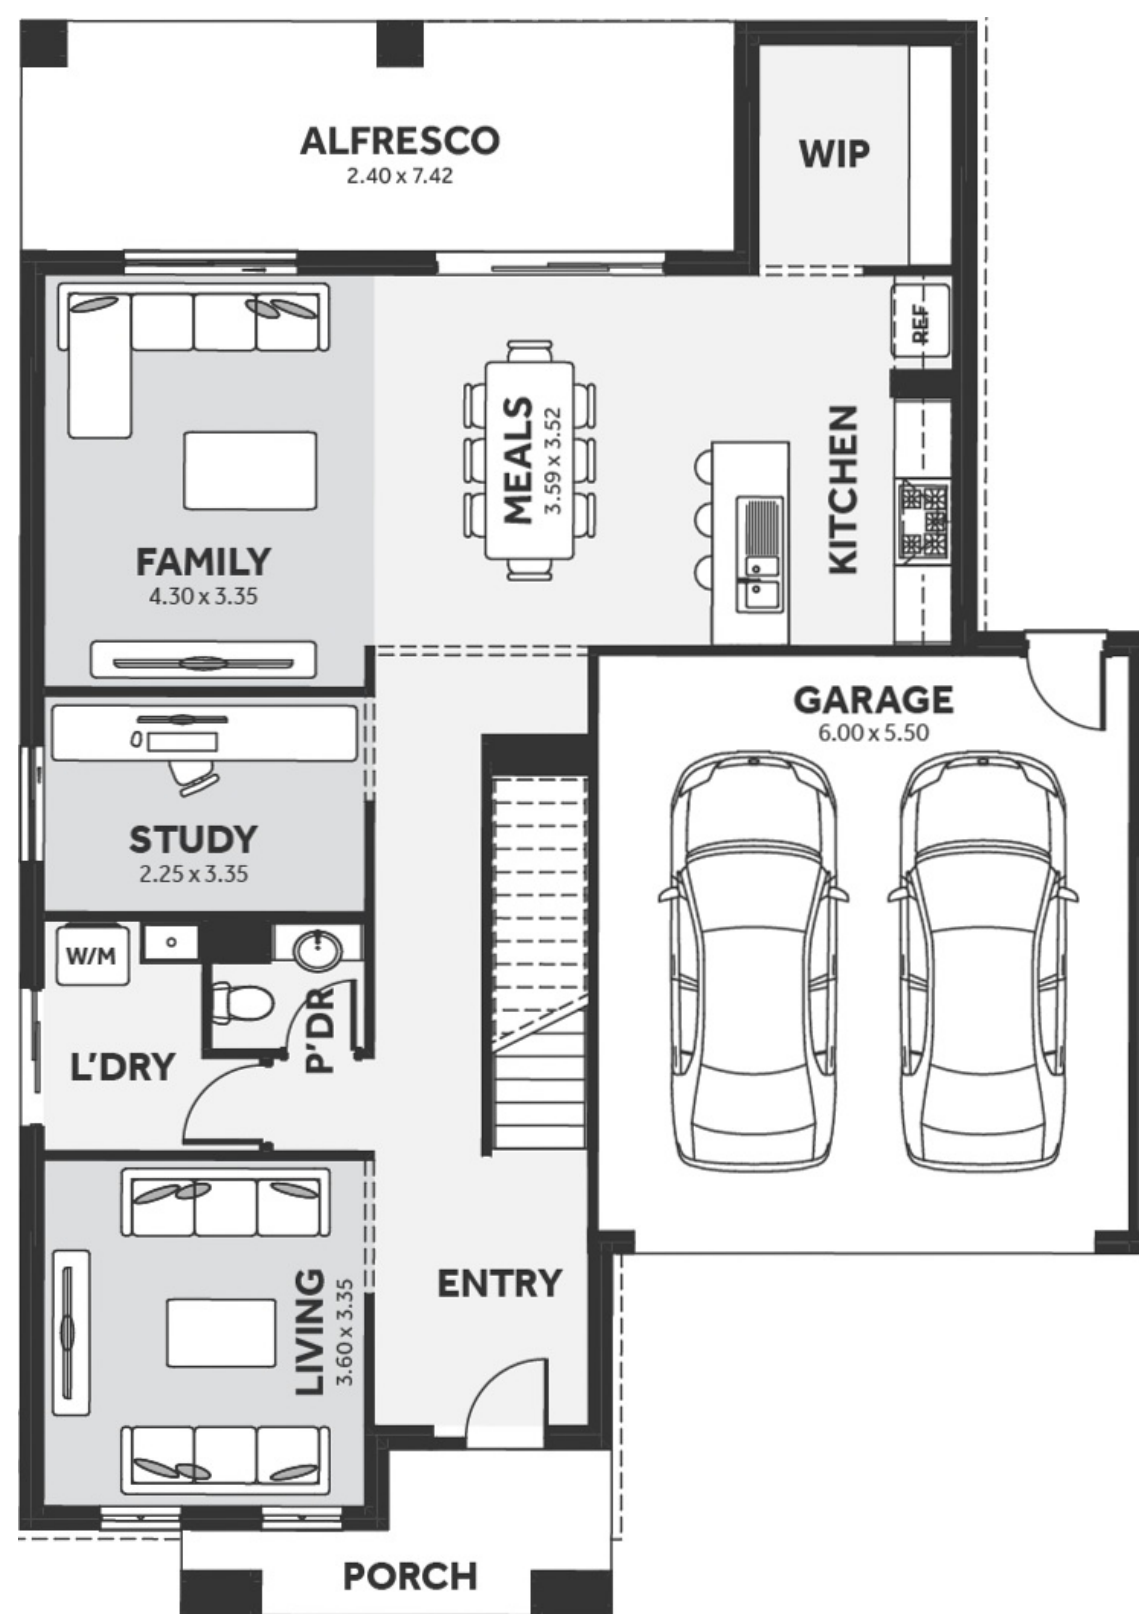 ALFRESCO
2.40 x 7.42
WIP
REF
MEALS
3.59 x 3.52
KITCHEN
FAMILY
4.30 x 3.35
GARAGE
6.00 x 5.50
STUDY
2.25 x 3.35
W/M
P'DR
L'DRY
LIVING
3.60 x 3.35
ENTRY
PORCH